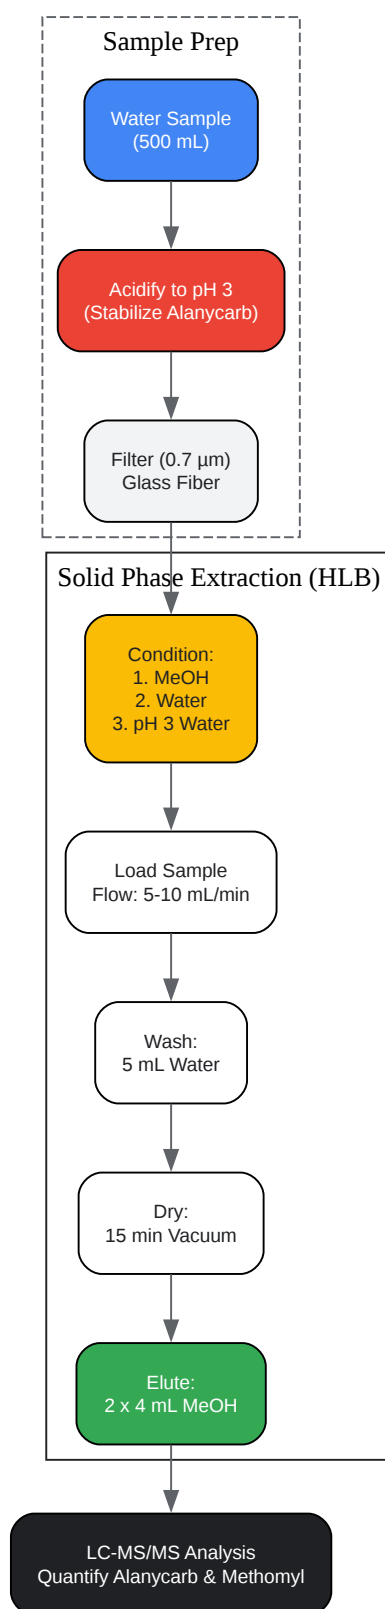 Sample Prep
Water Sample
(500 mL)
Acidify to pH 3
(Stabilize Alanycarb)
Filter (0.7 µm)
Glass Fiber
Solid Phase Extraction (HLB)
Condition:
1. MeOH
2. Water
3. pH 3 Water
Load Sample
Flow: 5-10 mL/min
Wash:
5 mL Water
Dry:
15 min Vacuum
Elute:
2 x 4 mL MeOH
LC-MS/MS Analysis
Quantify Alanycarb & Methomyl